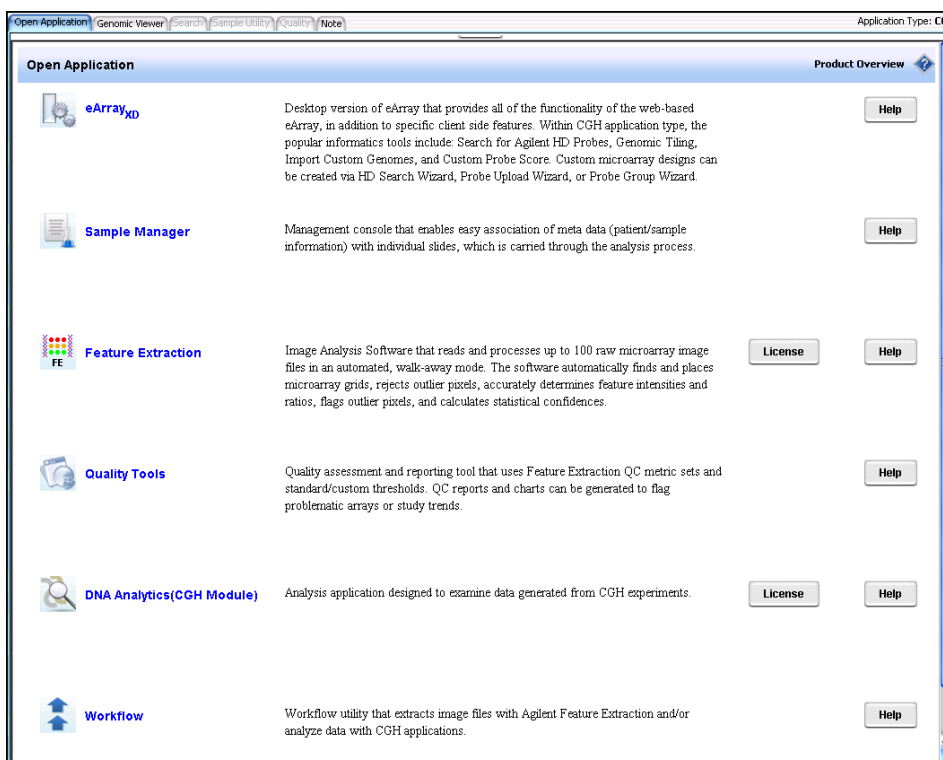 Open Application Genomic Viewer Search Sample Utility Quality Note Application Type:
Open Application Product Overview
eArrayXD Help
Desktop version of eArray that provides all of the functionality of the web-based
eArray, in addition to specific client side features. Within CGH application type, the
popular informatics tools include: Search for Agilent HD Probes, Genomic Tiling,
Import Custom Genomes, and Custom Probe Score. Custom microarray designs can
be created via HD Search Wizard, Probe Upload Wizard, or Probe Group Wizard.
Sample Manager Help
Management console that enables easy association of meta data (patient/sample
information) with individual slides, which is carried through the analysis process.
FE
Feature Extraction License Help
Image Analysis Software that reads and processes up to 100 raw microarray image
files in an automated, walk-away mode. The software automatically finds and places
microarray grids, rejects outlier pixels, accurately determines feature intensities and
ratios, flags outlier pixels, and calculates statistical confidences.
Quality Tools Help
Quality assessment and reporting tool that uses Feature Extraction QC metric sets and
standard/custom thresholds. QC reports and charts can be generated to flag
problematic arrays or study trends.
DNA Analytics(CGH Module) License Help
Analysis application designed to examine data generated from CGH experiments.
Workflow Help
Workflow utility that extracts image files with Agilent Feature Extraction and/or
analyze data with CGH applications.